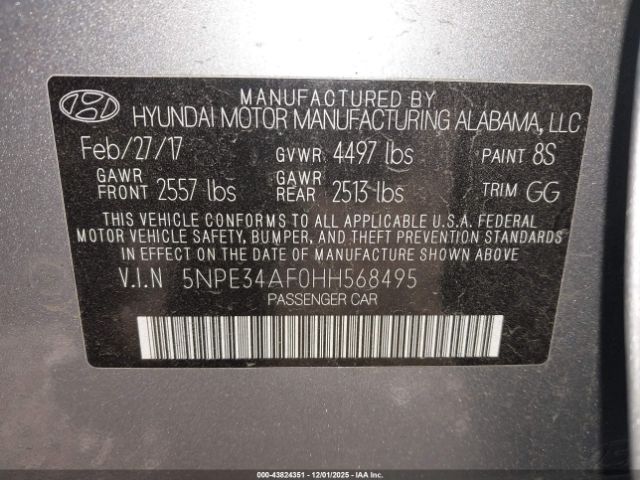 MANUFACTURED BY
HYUNDAI MOTOR MANUFACTURING ALABAMA, LLC
Feb/27/17 GVWR 4497 lbs PAINT 8S
GAWR FRONT 2557 lbs GAWR REAR 2513 lbs TRIM GG
THIS VEHICLE CONFORMS TO ALL APPLICABLE U.S.A. FEDERAL
MOTOR VEHICLE SAFETY, BUMPER, AND THEFT PREVENTION STANDARDS
IN EFFECT ON THE DATE OF MANUFACTURE SHOWN ABOVE
V.I.N 5NPE34AF0HH568495
PASSENGER CAR
000-43824351 - 12/01/2025 - IAA Inc. - Copart